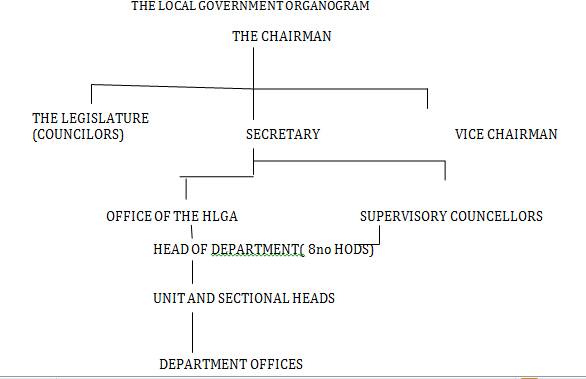 THE LOCAL GOVERNMENT ORGANOGRAM
THE CHAIRMAN
THE LEGISLATURE
(COUNCILORS)
SECRETARY
VICE CHAIRMAN
OFFICE OF THE HLGA
SUPERVISORY COUNCELLORS
HEAD OF DEPARTMENT( 8no HODS)
UNIT AND SECTIONAL HEADS
DEPARTMENT OFFICES